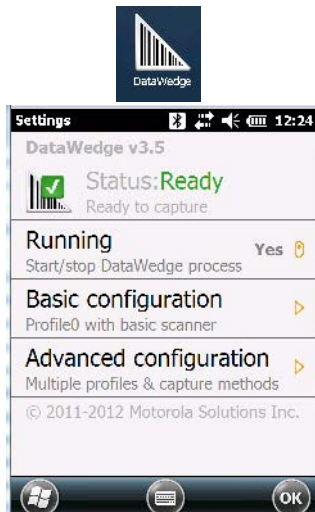 DataWedge
Settings 12:24
DataWedge v3.5
Status:Ready
Ready to capture
Running Yes
Start/stop DataWedge process
Basic configuration
Profile0 with basic scanner
Advanced configuration
Multiple profiles & capture methods
© 2011-2012 Motorola Solutions Inc.
OK